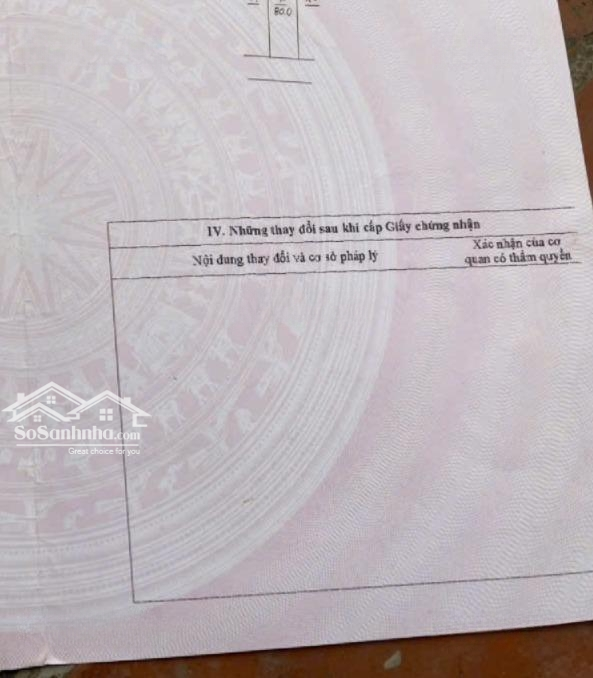 80.0
IV. Những thay đổi sau khi cấp Giấy chứng nhận
Nội dung thay đổi và cơ sở pháp lý
Xác nhận của cơ
quan có thẩm quyền
SoSanhnha.com
Great choice for you